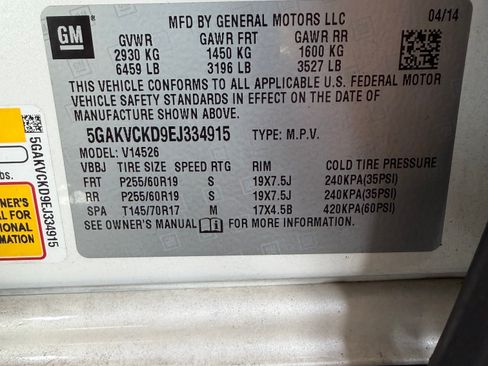 GM
MFD BY GENERAL MOTORS LLC 04/14
GVWR GAWR FRT GAWR RR
2930 KG 1450 KG 1600 KG
6459 LB 3196 LB 3527 LB
THIS VEHICLE CONFORMS TO ALL APPLICABLE U.S. FEDERAL MOTOR
VEHICLE SAFETY STANDARDS IN EFFECT ON THE DATE OF
MANUFACTURE SHOWN ABOVE.
5GAKVCKD9EJ334915 TYPE: M.P.V.
MODEL: V14526
VBBJ TIRE SIZE SPEED RTG RIM COLD TIRE PRESSURE
FRT P255/60R19 S 19X7.5J 240KPA(35PSI)
RR P255/60R19 S 19X7.5J 240KPA(35PSI)
SPA T145/70R17 M 17X4.5B 420KPA(60PSI)
SEE OWNER'S MANUAL FOR MORE INFORMATION.
5GAKVCKD9EJ334915
lbs.